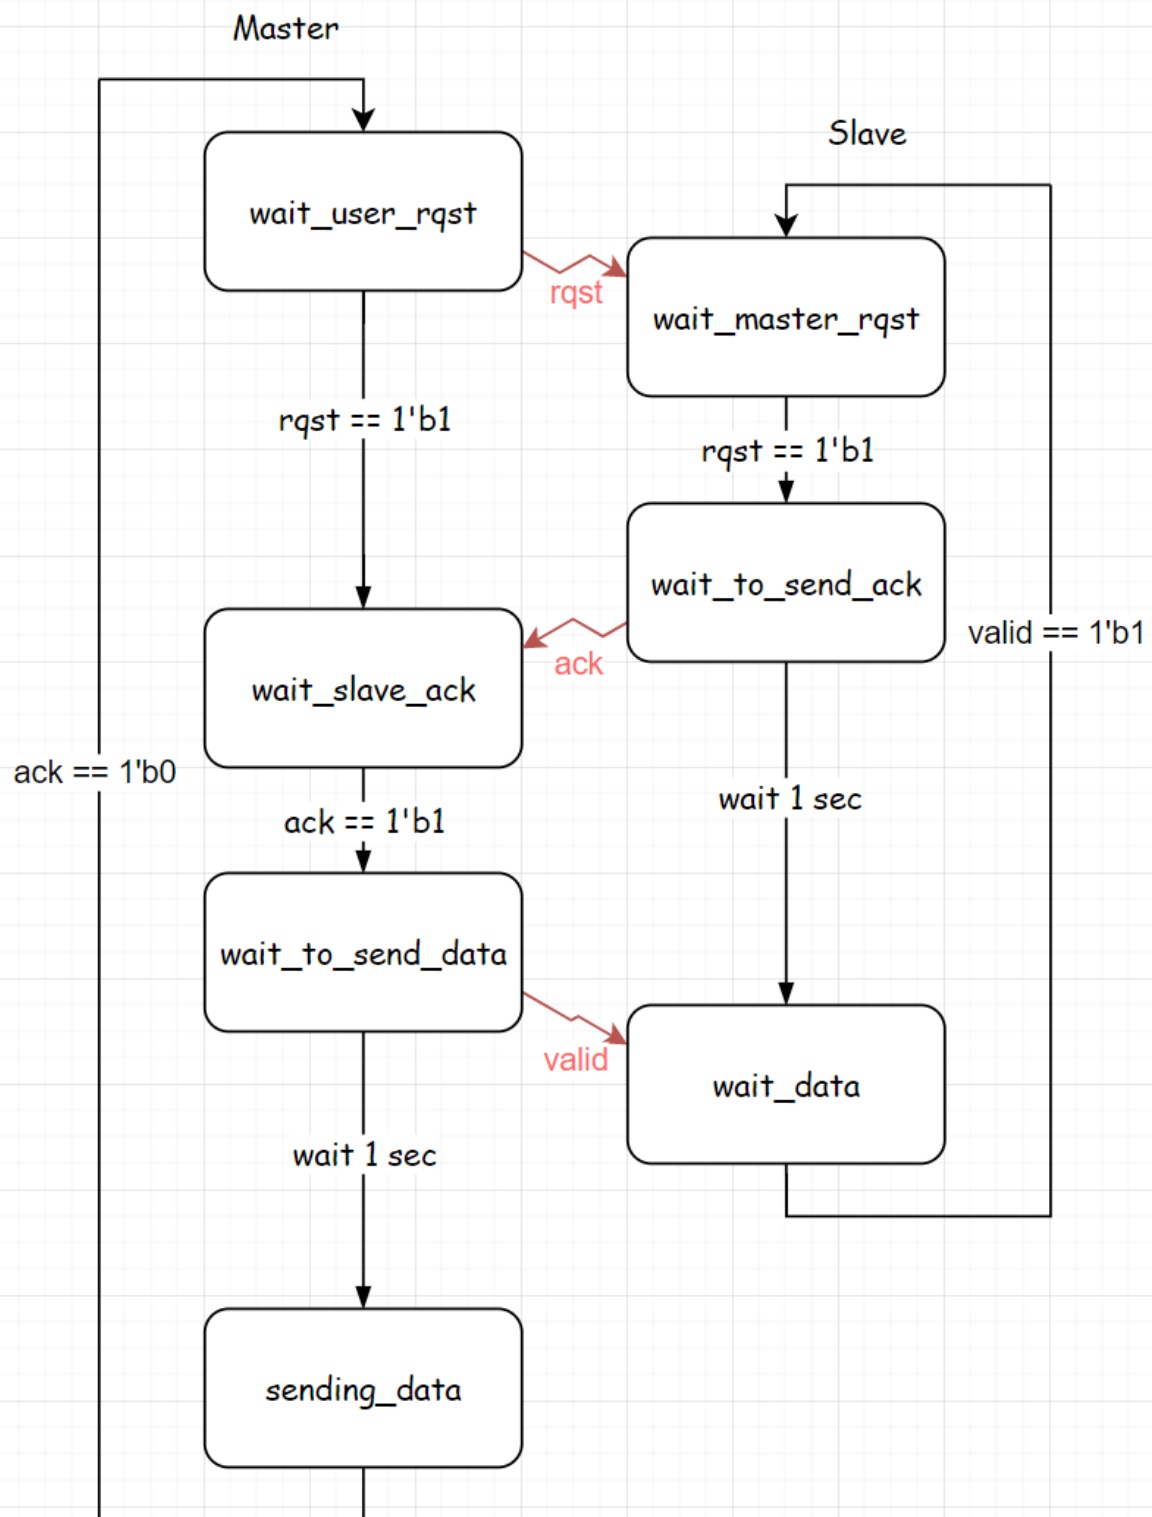 Master
Slave
wait_user_rqst
rqst
wait_master_rqst
rqst == 1'b1
rqst == 1'b1
wait_to_send_ack
valid == 1'b1
ack
wait_slave_ack
ack == 1'b0
wait 1 sec
ack == 1'b1
wait_to_send_data
valid
wait_data
wait 1 sec
sending_data